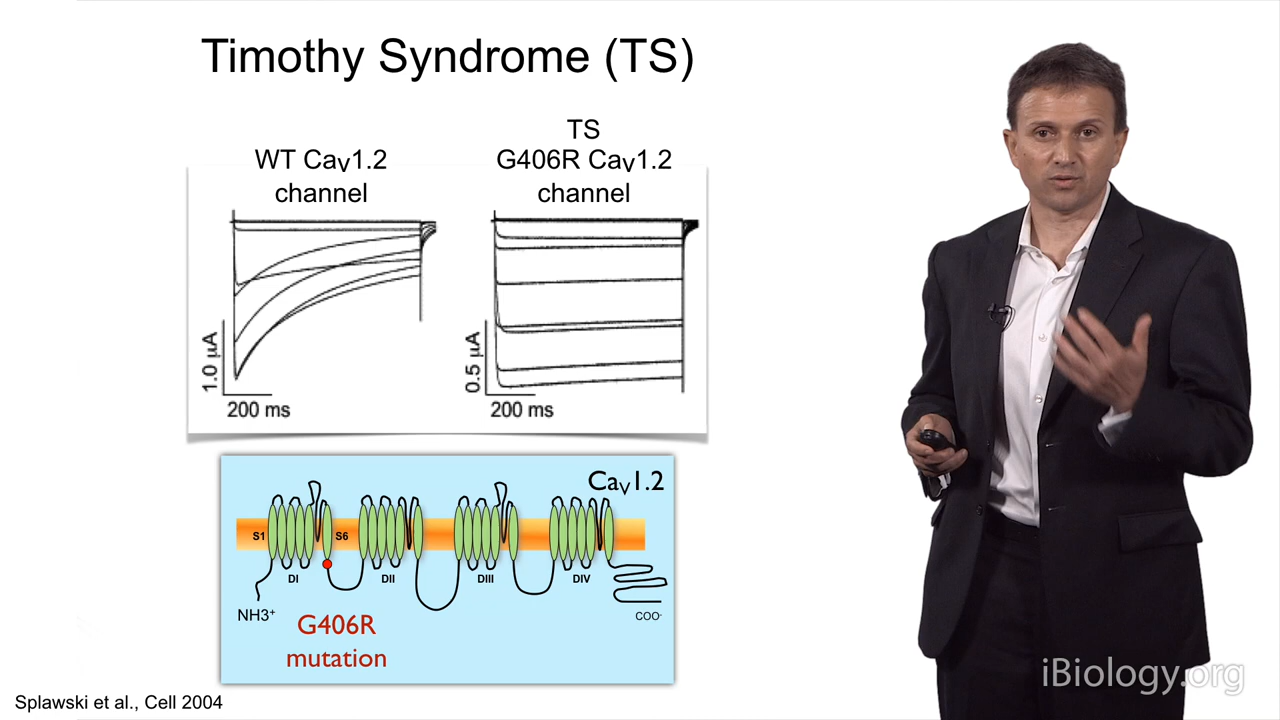 Timothy Syndrome (TS)
WT CaV1.2
channel
TS
G406R CaV1.2
channel
1.0 μA
200 ms
0.5 μA
200 ms
CaV1.2
S1
S6
DI
DII
DIII
DIV
NH3+
COO-
G406R
mutation
Splawski et al., Cell 2004
iBiology.org